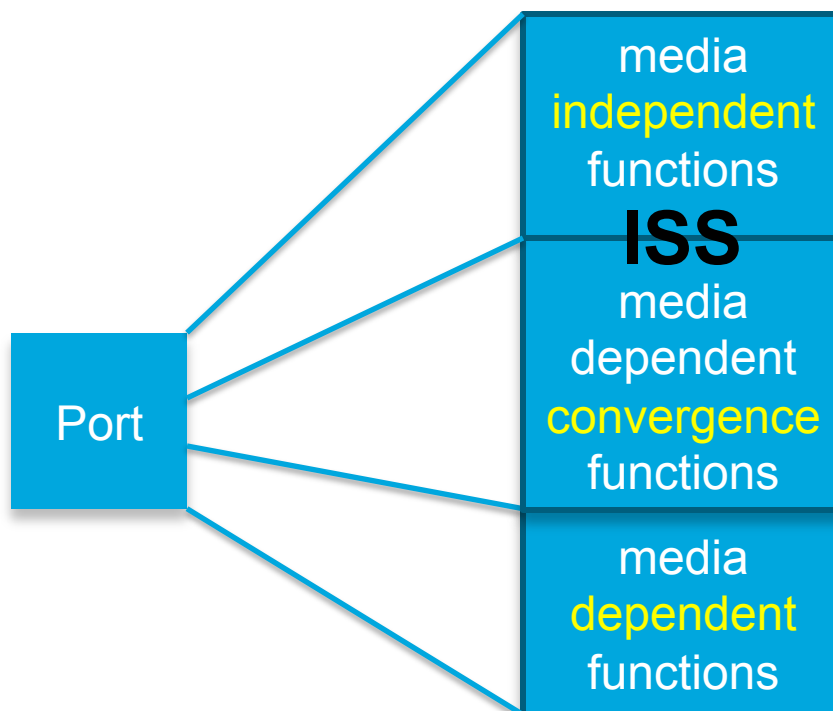 media
independent
functions
ISS
media
dependent
convergence
functions
Port
media
dependent
functions